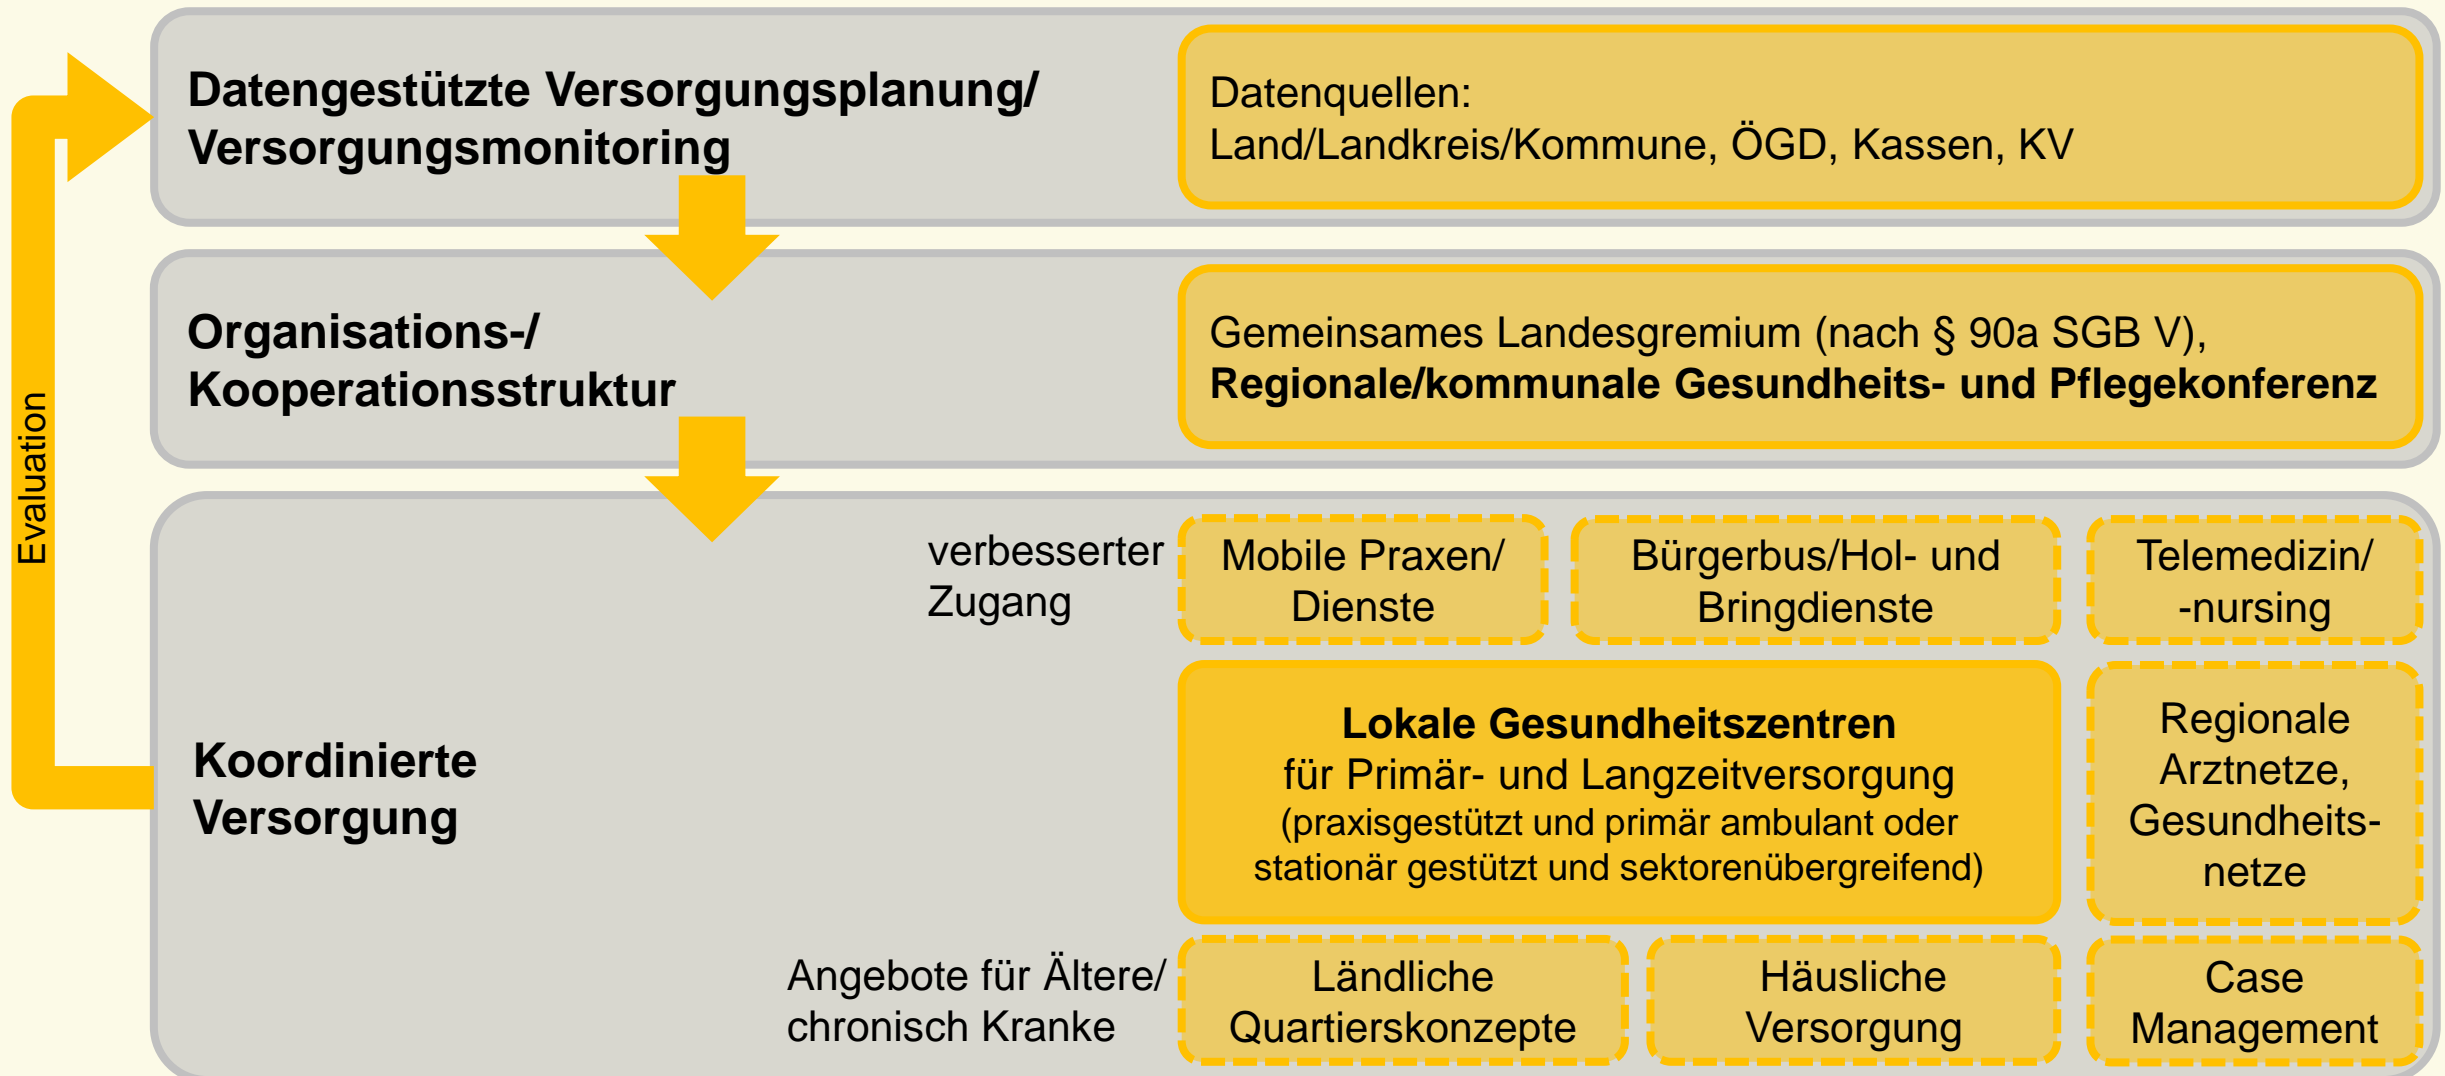 Evaluation
Datengestützte Versorgungsplanung/
Versorgungsmonitoring
Datenquellen:
Land/Landkreis/Kommune, ÖGD, Kassen, KV
Organisations-/
Kooperationsstruktur
Gemeinsames Landesgremium (nach § 90a SGB V),
Regionale/kommunale Gesundheits- und Pflegekonferenz
Koordinierte
Versorgung
verbesserter
Zugang
Mobile Praxen/
Dienste
Bürgerbus/Hol- und
Bringdienste
Telemedizin/
-nursing
Lokale Gesundheitszentren
für Primär- und Langzeitversorgung
(praxisgestützt und primär ambulant oder
stationär gestützt und sektorenübergreifend)
Regionale
Arztnetze,
Gesundheits-
netze
Angebote für Ältere/
chronisch Kranke
Ländliche
Quartierskonzepte
Häusliche
Versorgung
Case
Management